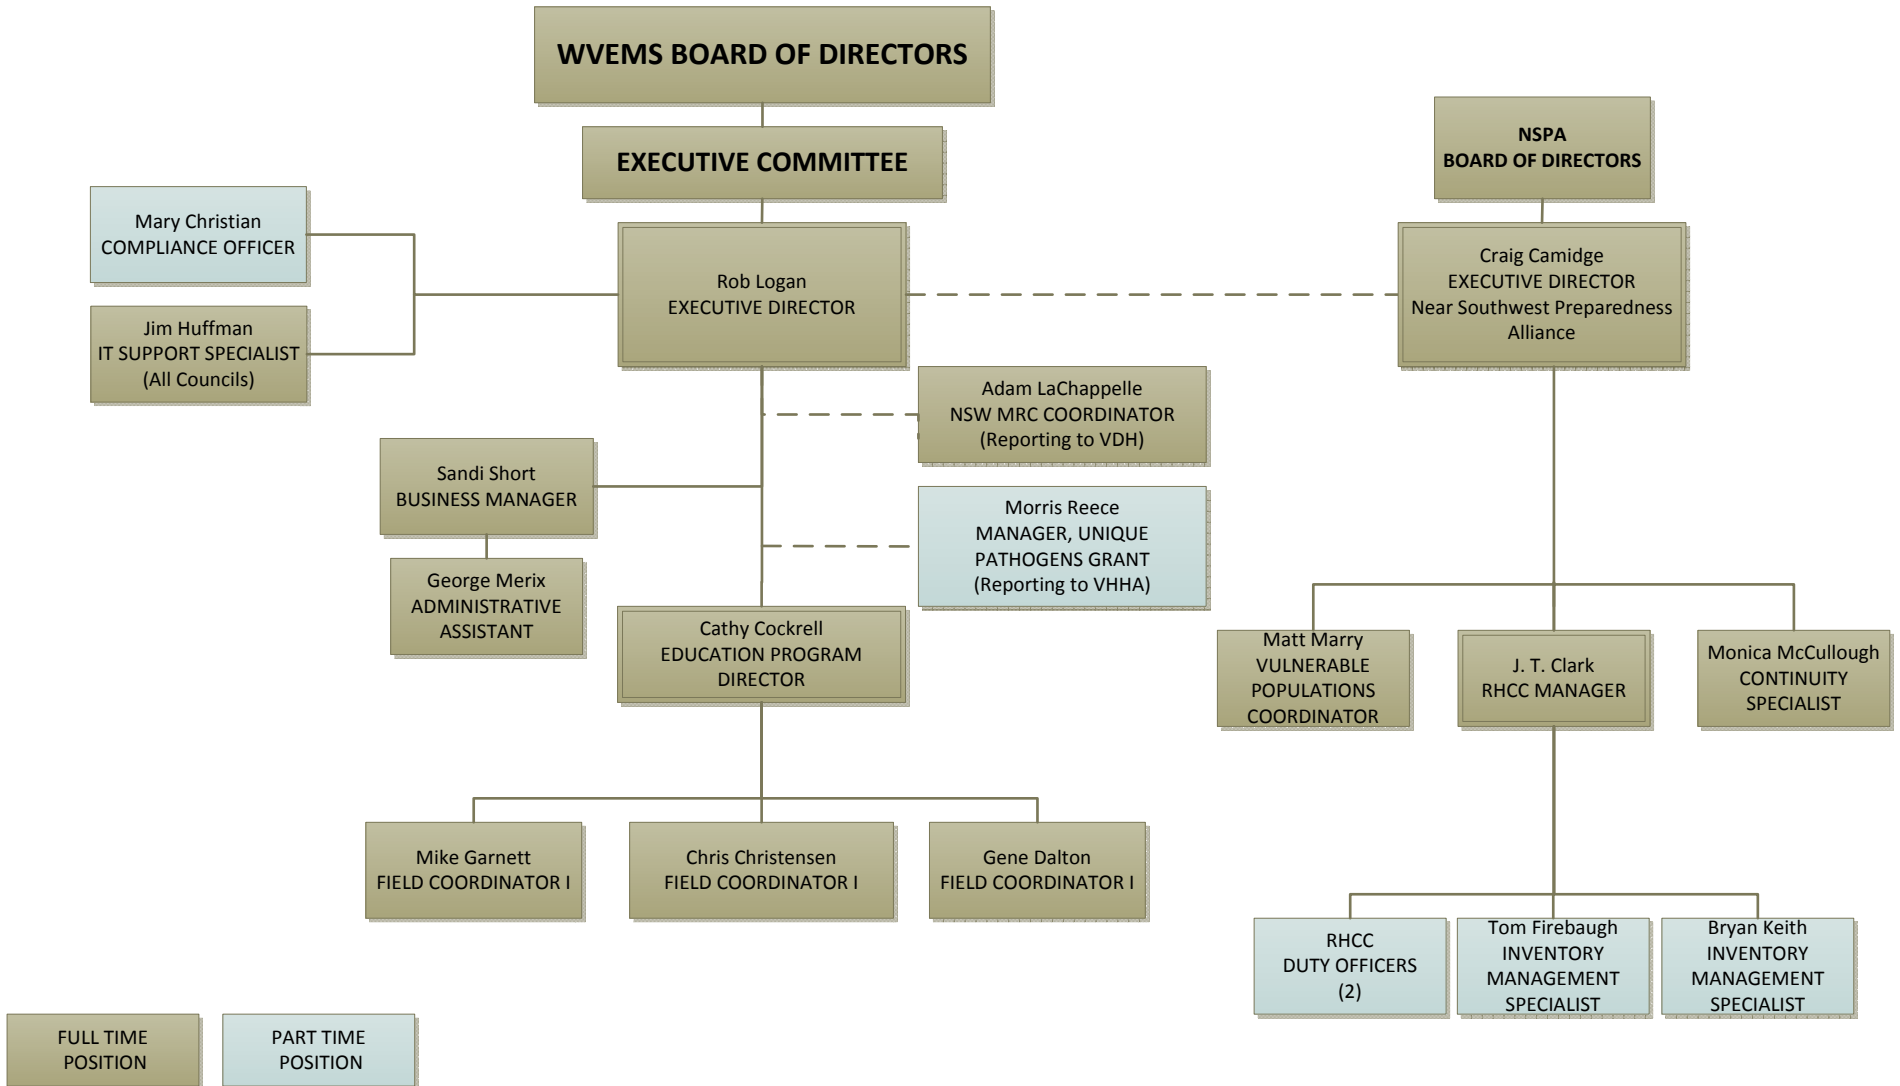 WVEMS BOARD OF DIRECTORS
EXECUTIVE COMMITTEE
NSPA
BOARD OF DIRECTORS
Mary Christian
COMPLIANCE OFFICER
Jim Huffman
IT SUPPORT SPECIALIST
(All Councils)
Rob Logan
EXECUTIVE DIRECTOR
Craig Camidge
EXECUTIVE DIRECTOR
Near Southwest Preparedness
Alliance
Adam LaChappelle
NSW MRC COORDINATOR
(Reporting to VDH)
Sandi Short
BUSINESS MANAGER
Morris Reece
MANAGER, UNIQUE
PATHOGENS GRANT
(Reporting to VHHA)
George Merix
ADMINISTRATIVE
ASSISTANT
Cathy Cockrell
EDUCATION PROGRAM
DIRECTOR
Matt Marry
VULNERABLE
POPULATIONS
COORDINATOR
J. T. Clark
RHCC MANAGER
Monica McCullough
CONTINUITY
SPECIALIST
Mike Garnett
FIELD COORDINATOR I
Chris Christensen
FIELD COORDINATOR I
Gene Dalton
FIELD COORDINATOR I
RHCC
DUTY OFFICERS
(2)
Tom Firebaugh
INVENTORY
MANAGEMENT
SPECIALIST
Bryan Keith
INVENTORY
MANAGEMENT
SPECIALIST
FULL TIME
POSITION
PART TIME
POSITION